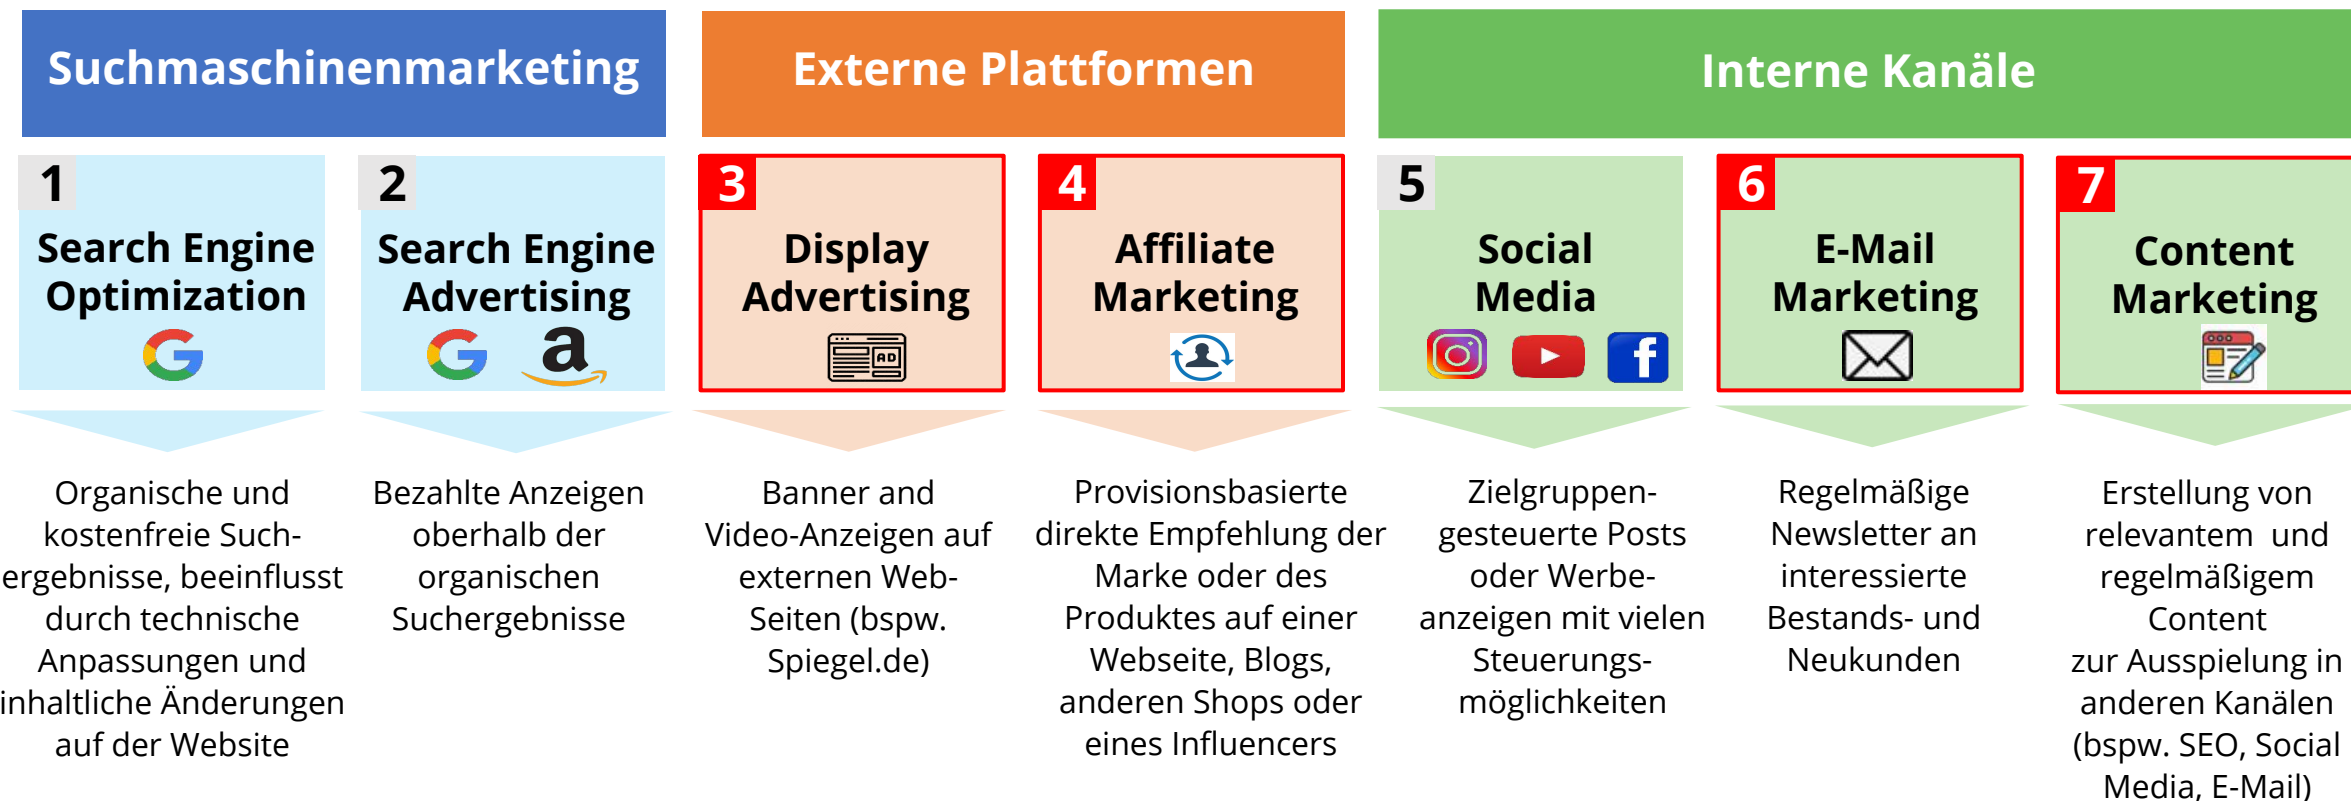 Suchmaschinenmarketing
Externe Plattformen
Interne Kanäle
1
Search Engine
Optimization
Organische und
kostenfreie Such-
ergebnisse, beeinflusst
durch technische
Anpassungen und
inhaltliche Änderungen
auf der Website
2
Search Engine
Advertising
a
Bezahlte Anzeigen
oberhalb der
organischen
Suchergebnisse
3
Display
Advertising
AD
Banner and
Video-Anzeigen auf
externen Web-
Seiten (bspw.
Spiegel.de)
4
Affiliate
Marketing
Provisionsbasierte
direkte Empfehlung der
Marke oder des
Produktes auf einer
Webseite, Blogs,
anderen Shops oder
eines Influencers
5
Social
Media
Zielgruppen-
gesteuerte Posts
oder Werbe-
anzeigen mit vielen
Steuerungs-
möglichkeiten
6
E-Mail
Marketing
Regelmäßige
Newsletter an
interessierte
Bestands- und
Neukunden
7
Content
Marketing
Erstellung von
relevantem und
regelmäßigem
Content
zur Ausspielung in
anderen Kanälen
(bspw. SEO, Social
Media, E-Mail)